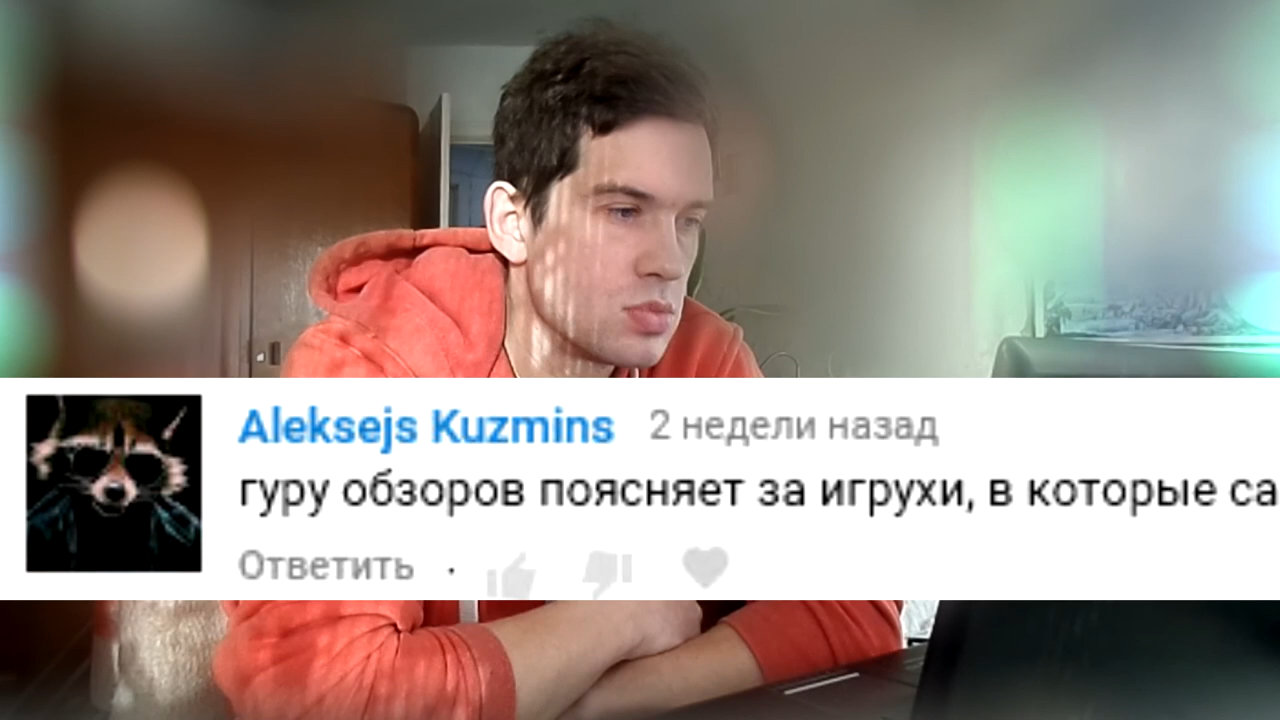 Aleksejs Kuzmins 2 недели назад
гуру обзоров поясняет за игрухи, в которые са
Ответить